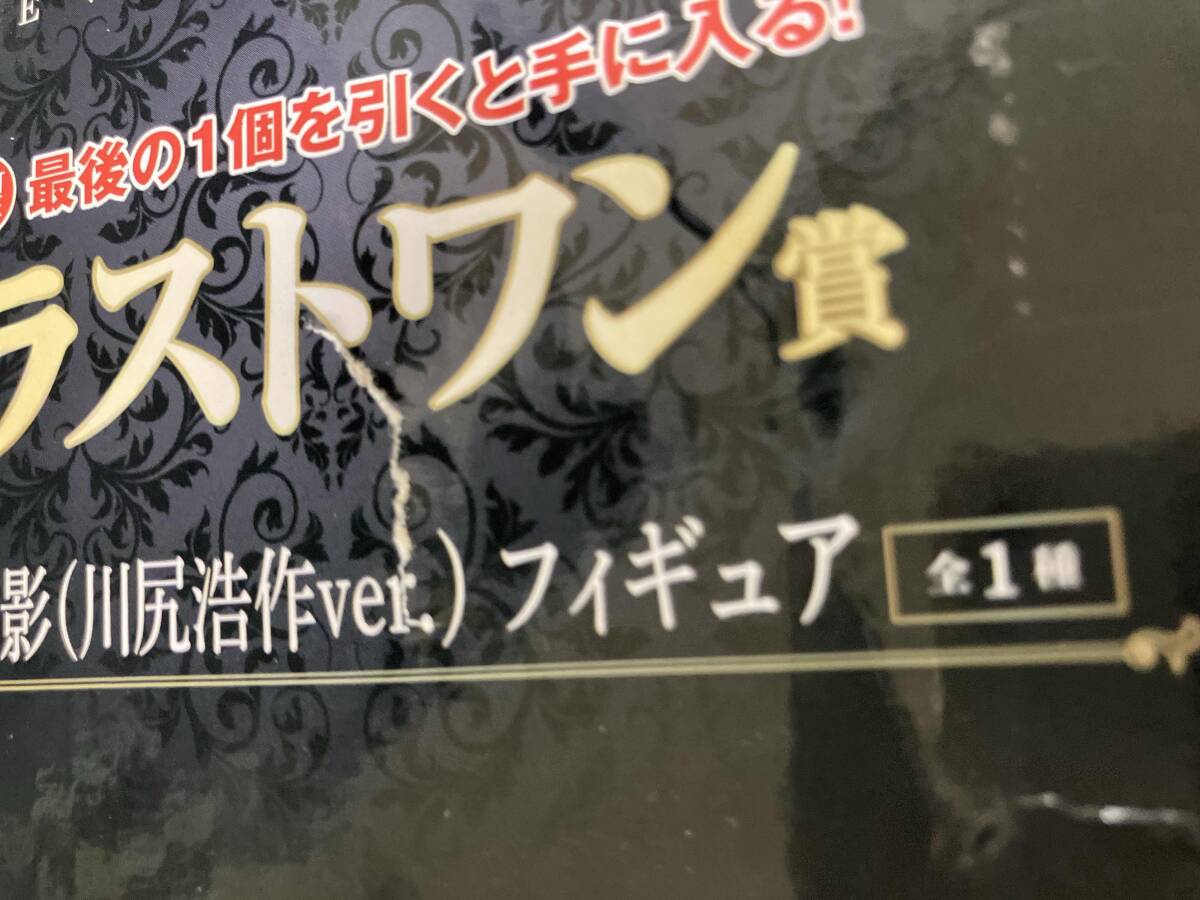 E
最後の1個を引くと手に入る!
ラストワン賞
影(川尻浩作ver.)フィギュア 全1種